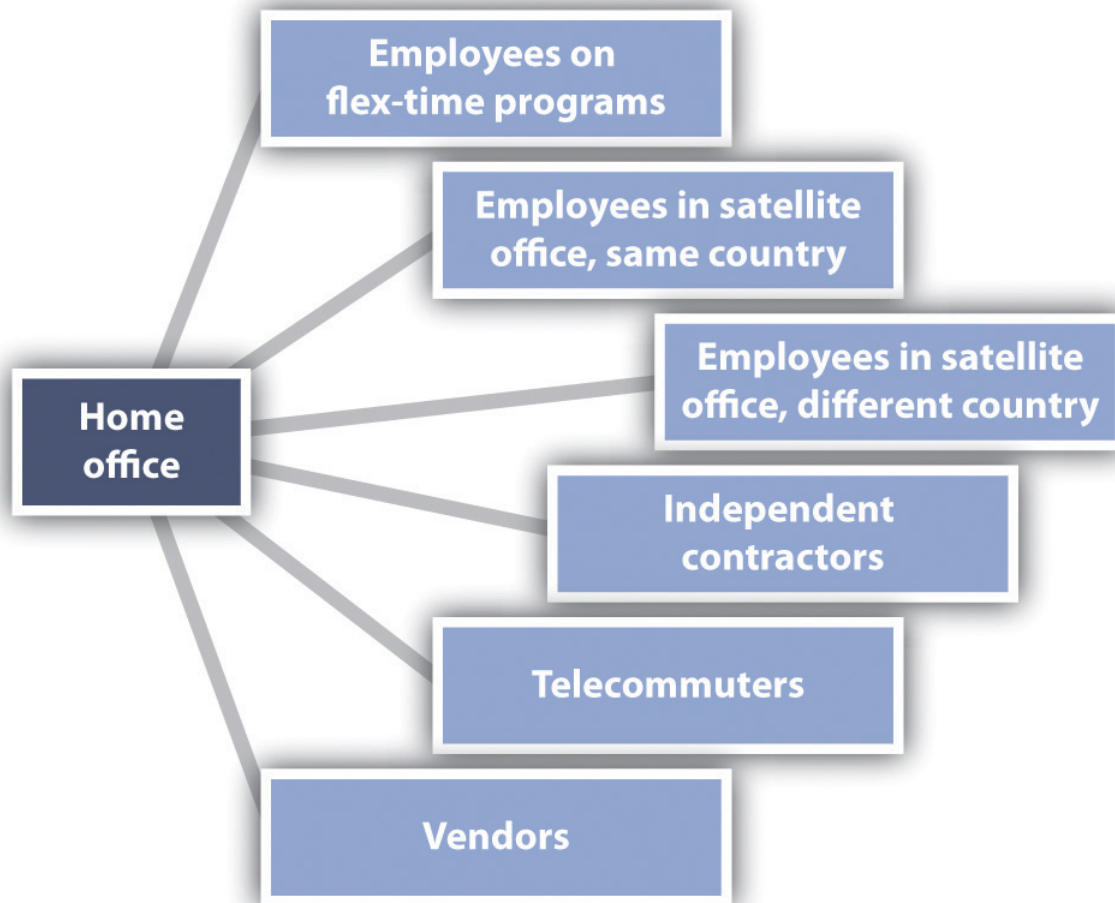 Employees on
flex-time programs
Employees in satellite
office, same country
Employees in satellite
office, different country
Home
office
Independent
contractors
Telecommuters
Vendors